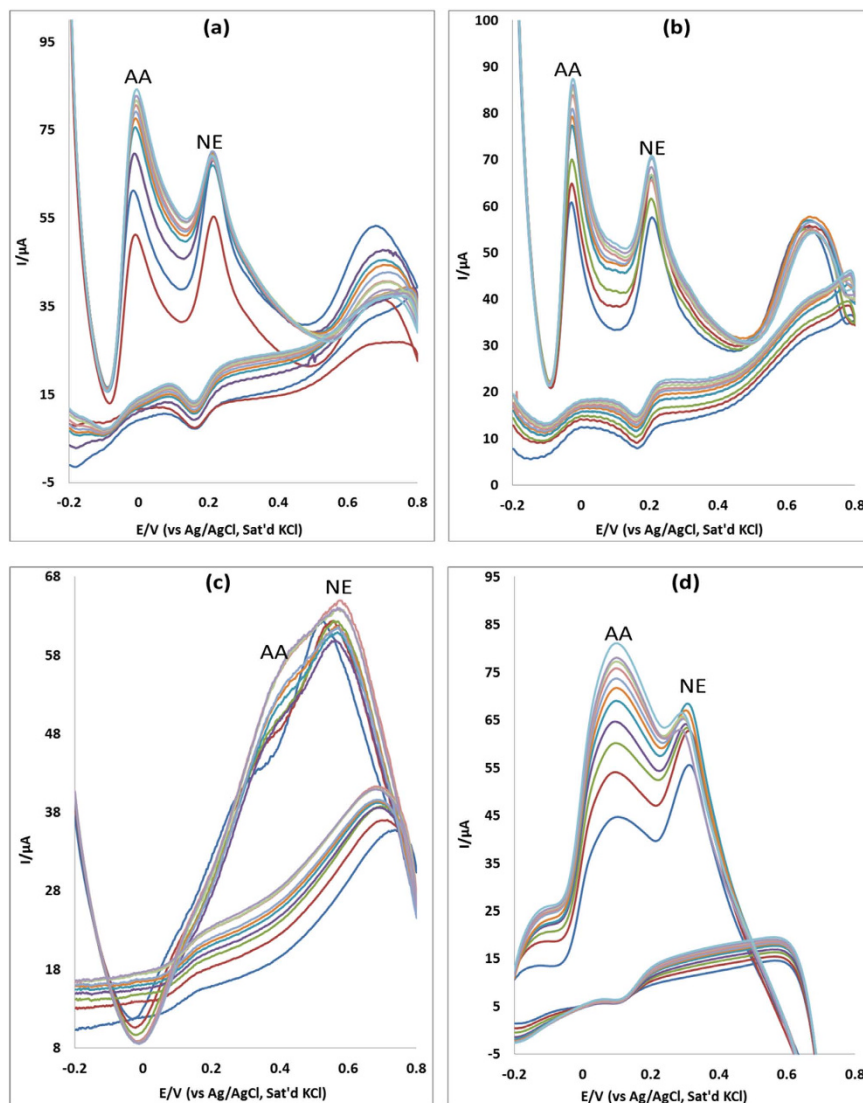 (a)
95
75
55
35
15
-5
I/µA
AA
NE
-0.2
0
0.2
0.4
0.6
0.8
E/V (vs Ag/AgCl, Sat'd KCl)
(b)
100
90
80
70
60
50
40
30
20
10
0
I/µA
AA
NE
-0.2
0
0.2
0.4
0.6
0.8
E/V (vs Ag/AgCl, Sat'd KCl)
(c)
68
58
48
38
28
18
8
I/µA
AA
NE
-0.2
0
0.2
0.4
0.6
0.8
E/V (vs Ag/AgCl, Sat'd KCl)
(d)
95
85
75
65
55
45
35
25
15
5
-5
I/µA
AA
NE
-0.2
0
0.2
0.4
0.6
0.8
E/V (vs Ag/AgCl, Sat'd KCl)